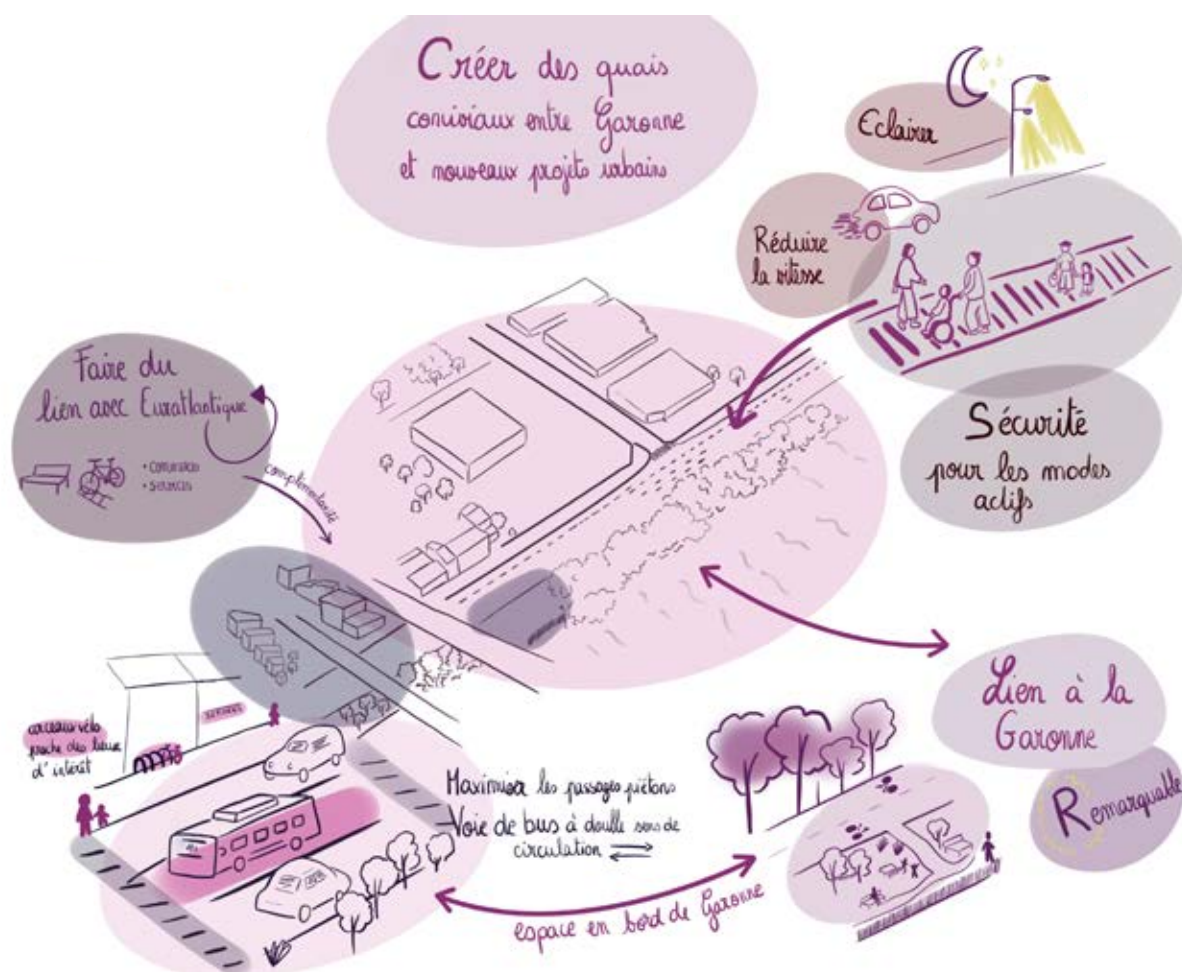 Créer des quais
conviviaux entre Garonne
et nouveaux projets urbains
Eclairer
Réduire
la vitesse
Sécurité
pour les modes
actifs
Faire du
lien avec Euratlantique
• commerces
• services
complémentarité
Lien à la
Garonne
Remarquable
arceaux vélo
proche des lieux
d'intérêt
Maximiser les passages piétons
Voie de bus à double sens de
circulation
espace en bord de Garonne